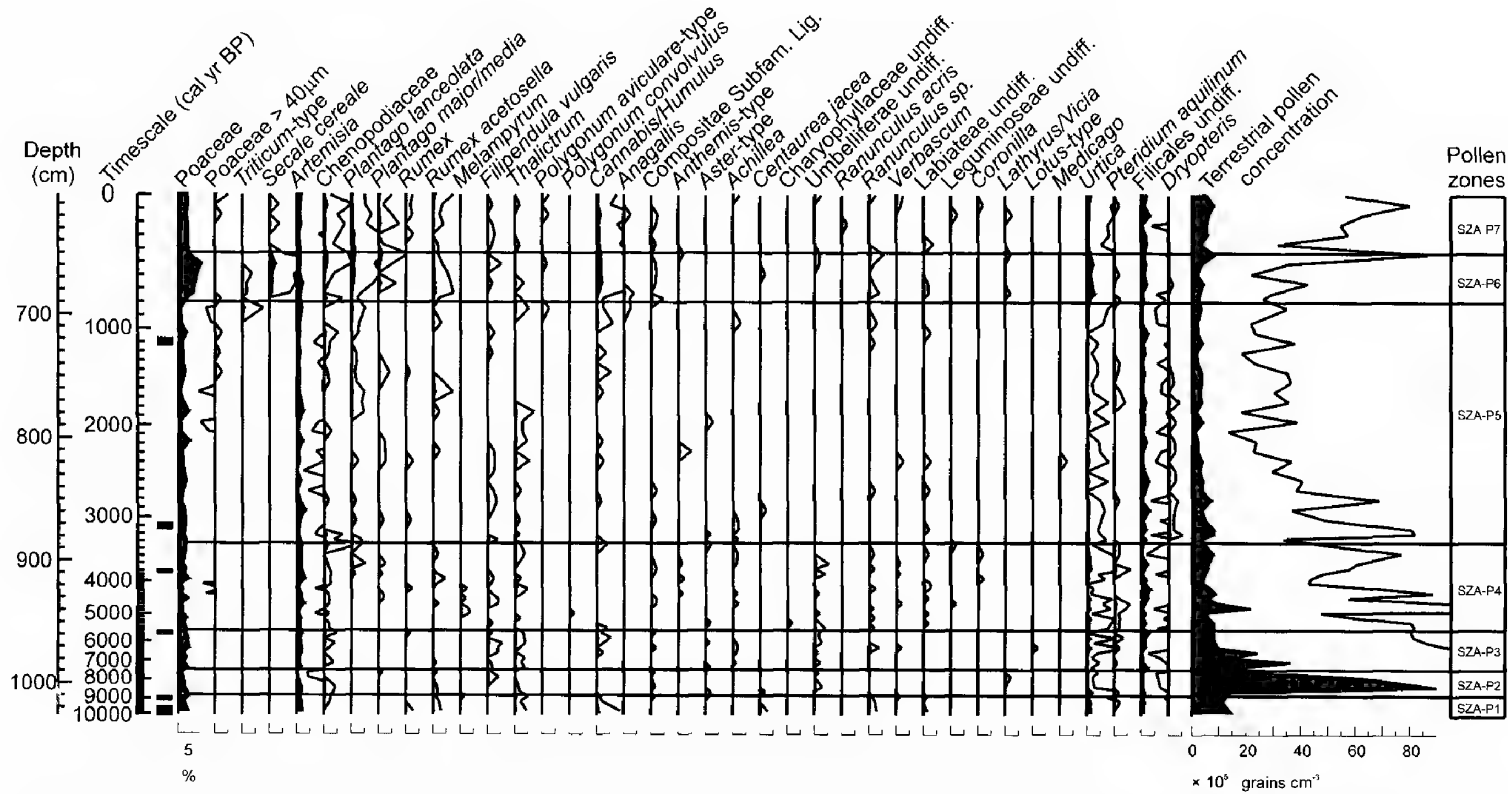 Timescale (cal yr BP)
Poaceae
Poaceae > 40µm
Triticum-type
Secale cereale
Artemisia
Chenopodiaceae
Plantago lanceolata
Plantago major/media
Rumex
Rumex acetosella
Melampyrum
Filipendula vulgaris
Thalictrum
Polygonum aviculare-type
Polygonum convolvulus
Cannabis/Humulus
Anagallis
Compositae Subfam. Lig.
Anthemis-type
Aster-type
Achillea
Centaurea jacea
Charyophyllaceae undiff.
Umbelliferae undiff.
Ranunculus acris
Ranunculus sp.
Verbascum
Labiateae undiff.
Leguminoseae undiff.
Coronilla
Lathyrus/Vicia
Lotus-type
Medicago
Urtica
Pteridium aquilinum
Filicales undiff.
Dryopteris
Terrestrial pollen
concentration
Depth
(cm)
Pollen
zones
0
SZA P7
SZA-P6
700
1000
SZA-P5
2000
800
3000
900
4000
SZA-P4
5000
6000
SZA-P3
7000
8000
1000
SZA-P2
9000
10000
SZA-P1
5
%
0 20 40 60 80
× 10⁵ grains cm⁻³